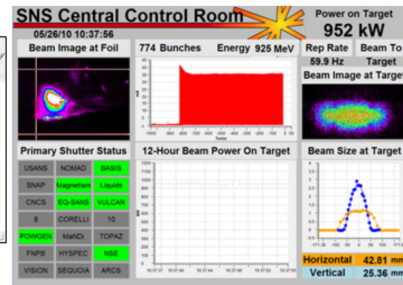 SNS Central Control Room
05/26/10 10:37:56
Power on Target
952 kW
Beam Image at Foil
774 Bunches Energy 925 MeV
Rep Rate Beam To
59.9 Hz Target
Beam Image at Target
Primary Shutter Status
12-Hour Beam Power On Target
Beam Size at Target
USANS NOMAD BASIS
SNAP Magnetism Liquids
CNCS EQ-SANS VULCAN
8 CORELLI 10
POWGEN MaNDi TOPAZ
FNPB HYSPEC NSE
VISION SEQUOIA ARCS
Horizontal 42.81 mm
Vertical 25.36 mm